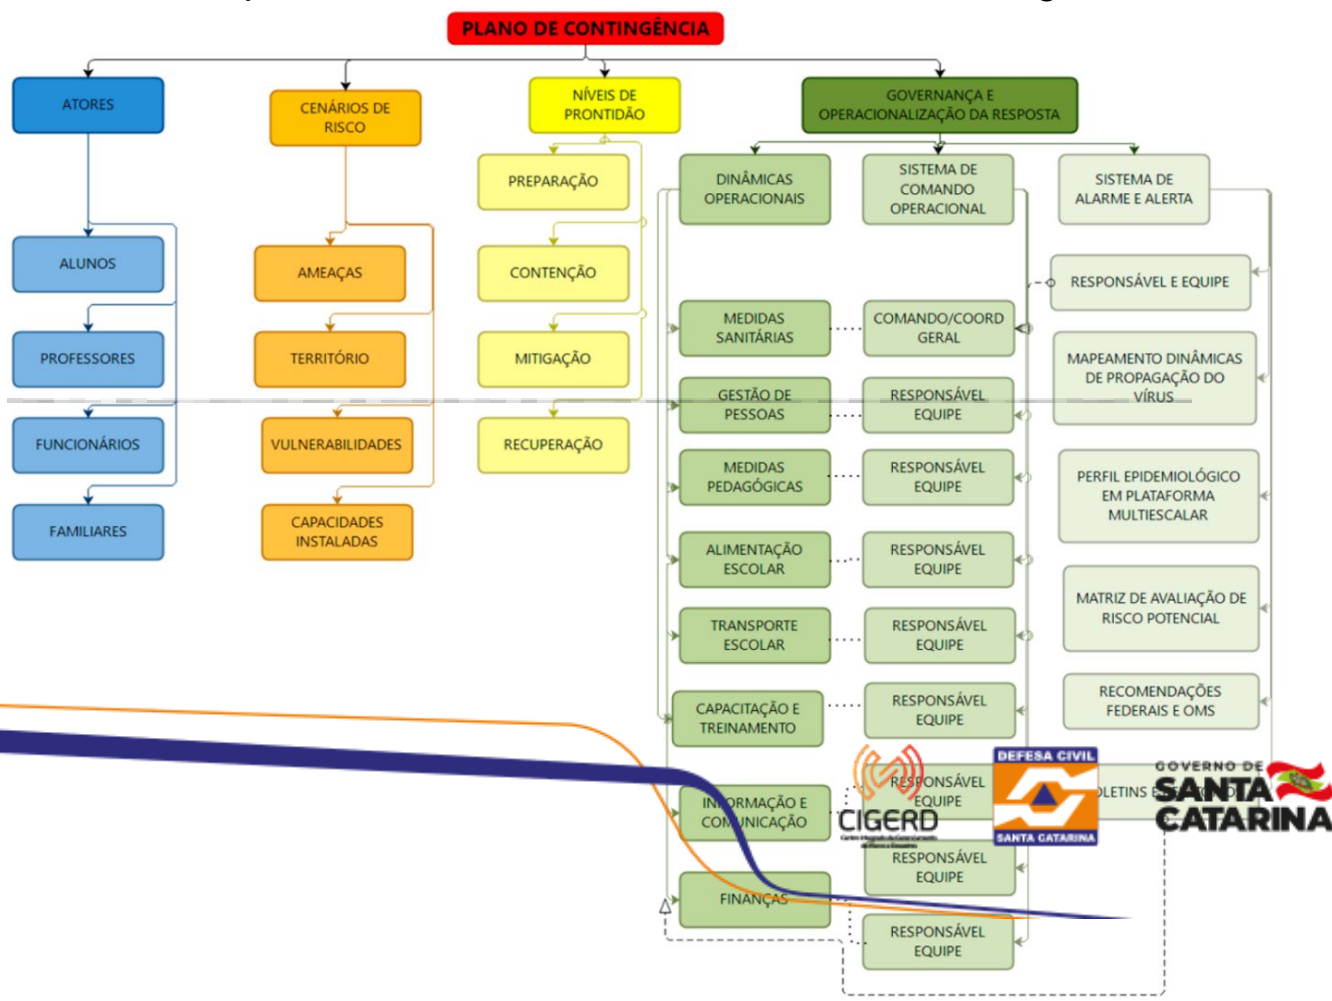 PLANO DE CONTINGÊNCIA
ATORES
ALUNOS
PROFESSORES
FUNCIONÁRIOS
FAMILIARES
CENÁRIOS DE
RISCO
AMEAÇAS
TERRITÓRIO
VULNERABILIDADES
CAPACIDADES
INSTALADAS
NÍVEIS DE
PRONTIDÃO
PREPARAÇÃO
CONTENÇÃO
MITIGAÇÃO
RECUPERAÇÃO
GOVERNANÇA E
OPERACIONALIZAÇÃO DA RESPOSTA
DINÂMICAS
OPERACIONAIS
MEDIDAS
SANITÁRIAS
GESTÃO DE
PESSOAS
MEDIDAS
PEDAGÓGICAS
ALIMENTAÇÃO
ESCOLAR
TRANSPORTE
ESCOLAR
CAPACITAÇÃO E
TREINAMENTO
INFORMAÇÃO E
COMUNICAÇÃO
FINANÇAS
SISTEMA DE
COMANDO
OPERACIONAL
COMANDO/COORD
GERAL
RESPONSÁVEL
EQUIPE
RESPONSÁVEL
EQUIPE
RESPONSÁVEL
EQUIPE
RESPONSÁVEL
EQUIPE
RESPONSÁVEL
EQUIPE
RESPONSÁVEL
EQUIPE
RESPONSÁVEL
EQUIPE
RESPONSÁVEL
EQUIPE
SISTEMA DE
ALARME E ALERTA
RESPONSÁVEL E EQUIPE
MAPEAMENTO DINÂMICAS
DE PROPAGAÇÃO DO
VÍRUS
PERFIL EPIDEMIOLÓGICO
EM PLATAFORMA
MULTIESCALAR
MATRIZ DE AVALIAÇÃO DE
RISCO POTENCIAL
RECOMENDAÇÕES
FEDERAIS E OMS
CIGERD
DEFESA CIVIL
SANTA CATARINA
GOVERNO DE
SANTA
CATARINA